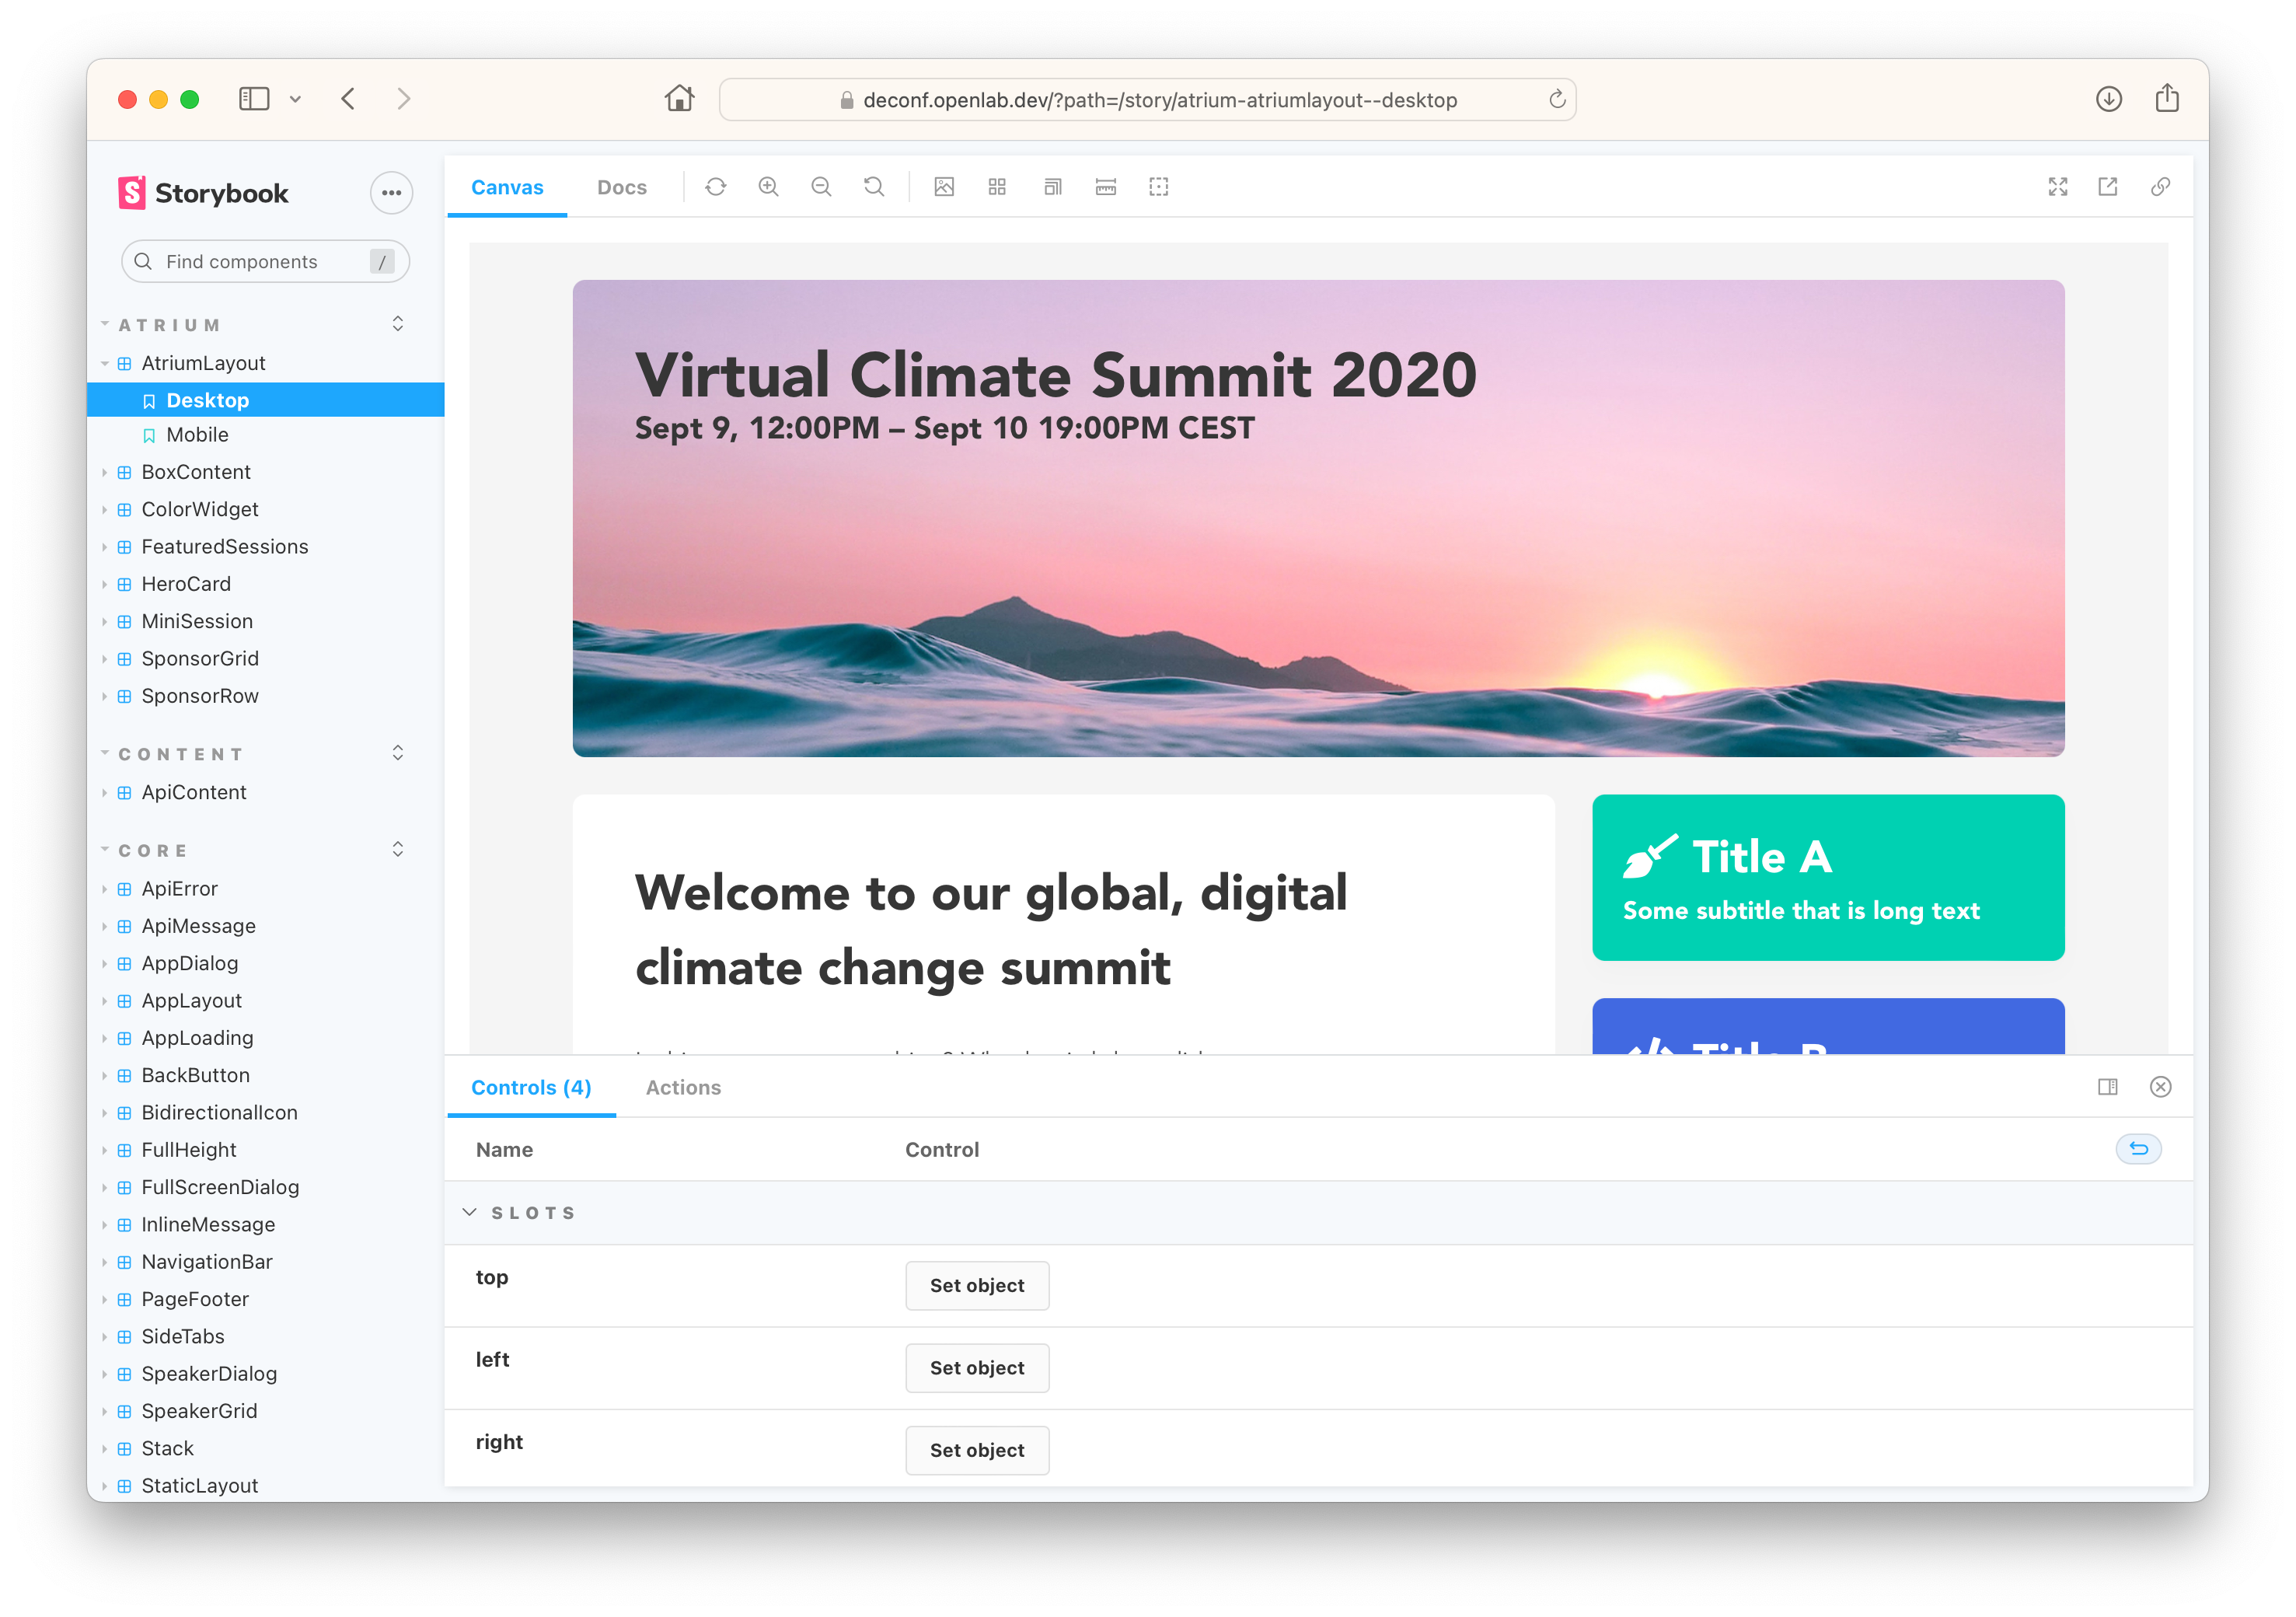 deconf.openlab.dev/?path=/story/atrium-atriumlayout--desktop
Storybook
Find components /
ATRIUM
AtriumLayout
Desktop
Mobile
BoxContent
ColorWidget
FeaturedSessions
HeroCard
MiniSession
SponsorGrid
SponsorRow
CONTENT
ApiContent
CORE
ApiError
ApiMessage
AppDialog
AppLayout
AppLoading
BackButton
BidirectionalIcon
FullHeight
FullScreenDialog
InlineMessage
NavigationBar
PageFooter
SideTabs
SpeakerDialog
SpeakerGrid
Stack
StaticLayout
Canvas Docs
Virtual Climate Summit 2020
Sept 9, 12:00PM – Sept 10 19:00PM CEST
Welcome to our global, digital
climate change summit
Title A
Some subtitle that is long text
Title B
Controls (4) Actions
Name Control
SLOTS
top Set object
left Set object
right Set object